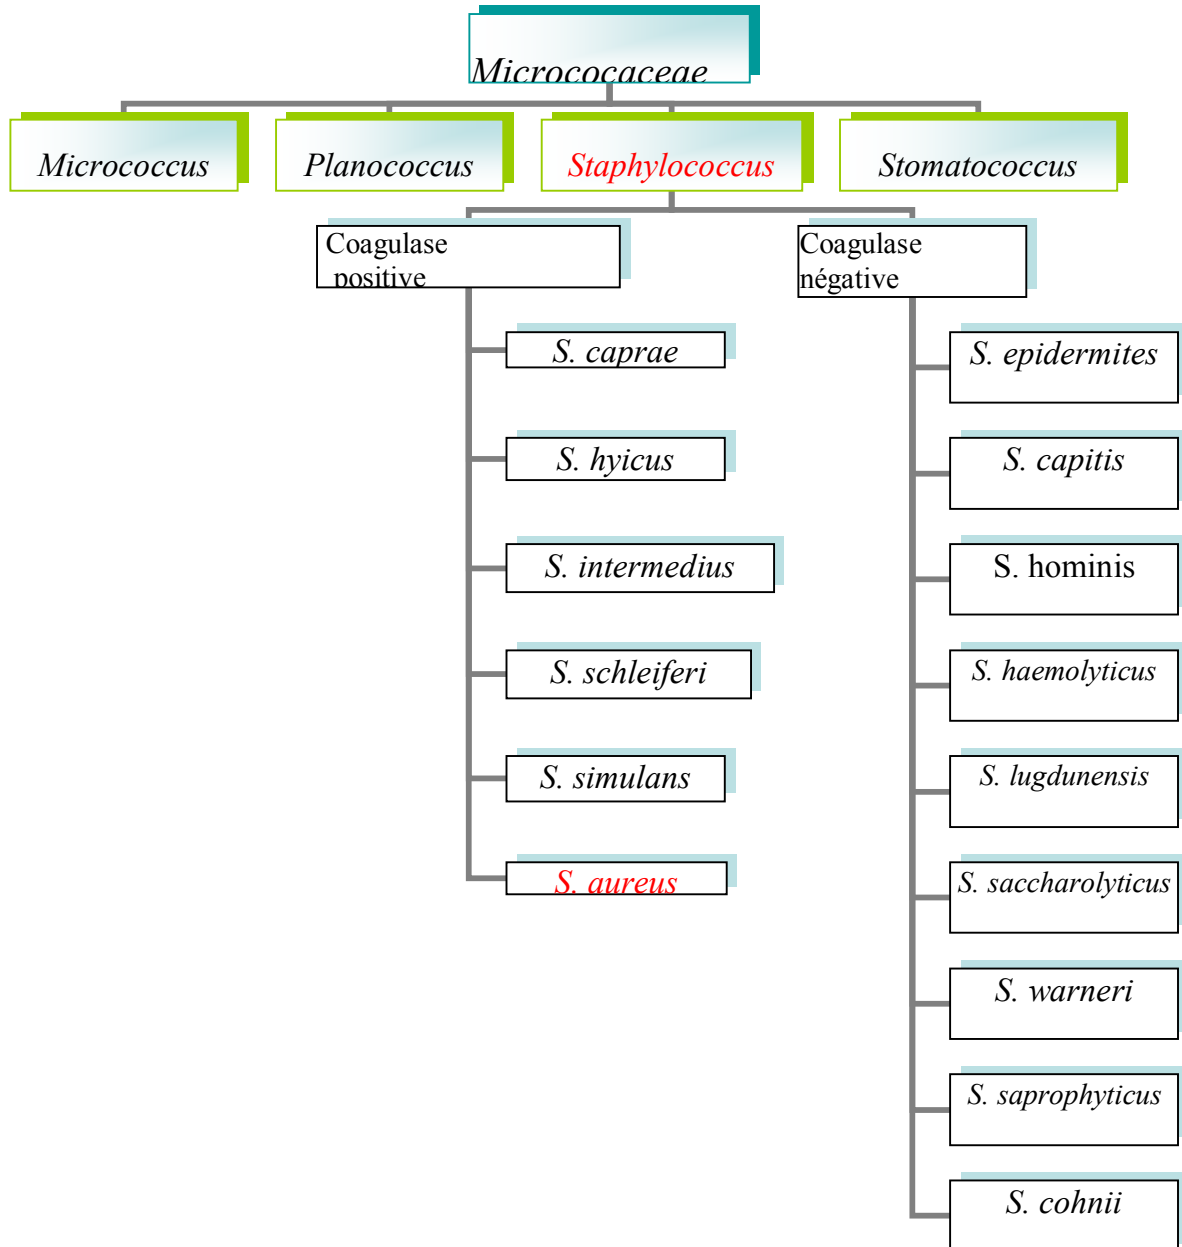 Micrococaceae
Micrococcus
Planococcus
Staphylococcus
Stomatococcus
Coagulase
positive
Coagulase
négative
S. caprae
S. hyicus
S. intermedius
S. schleiferi
S. simulans
S. aureus
S. epidermites
S. capitis
S. hominis
S. haemolyticus
S. lugdunensis
S. saccharolyticus
S. warneri
S. saprophyticus
S. cohnii